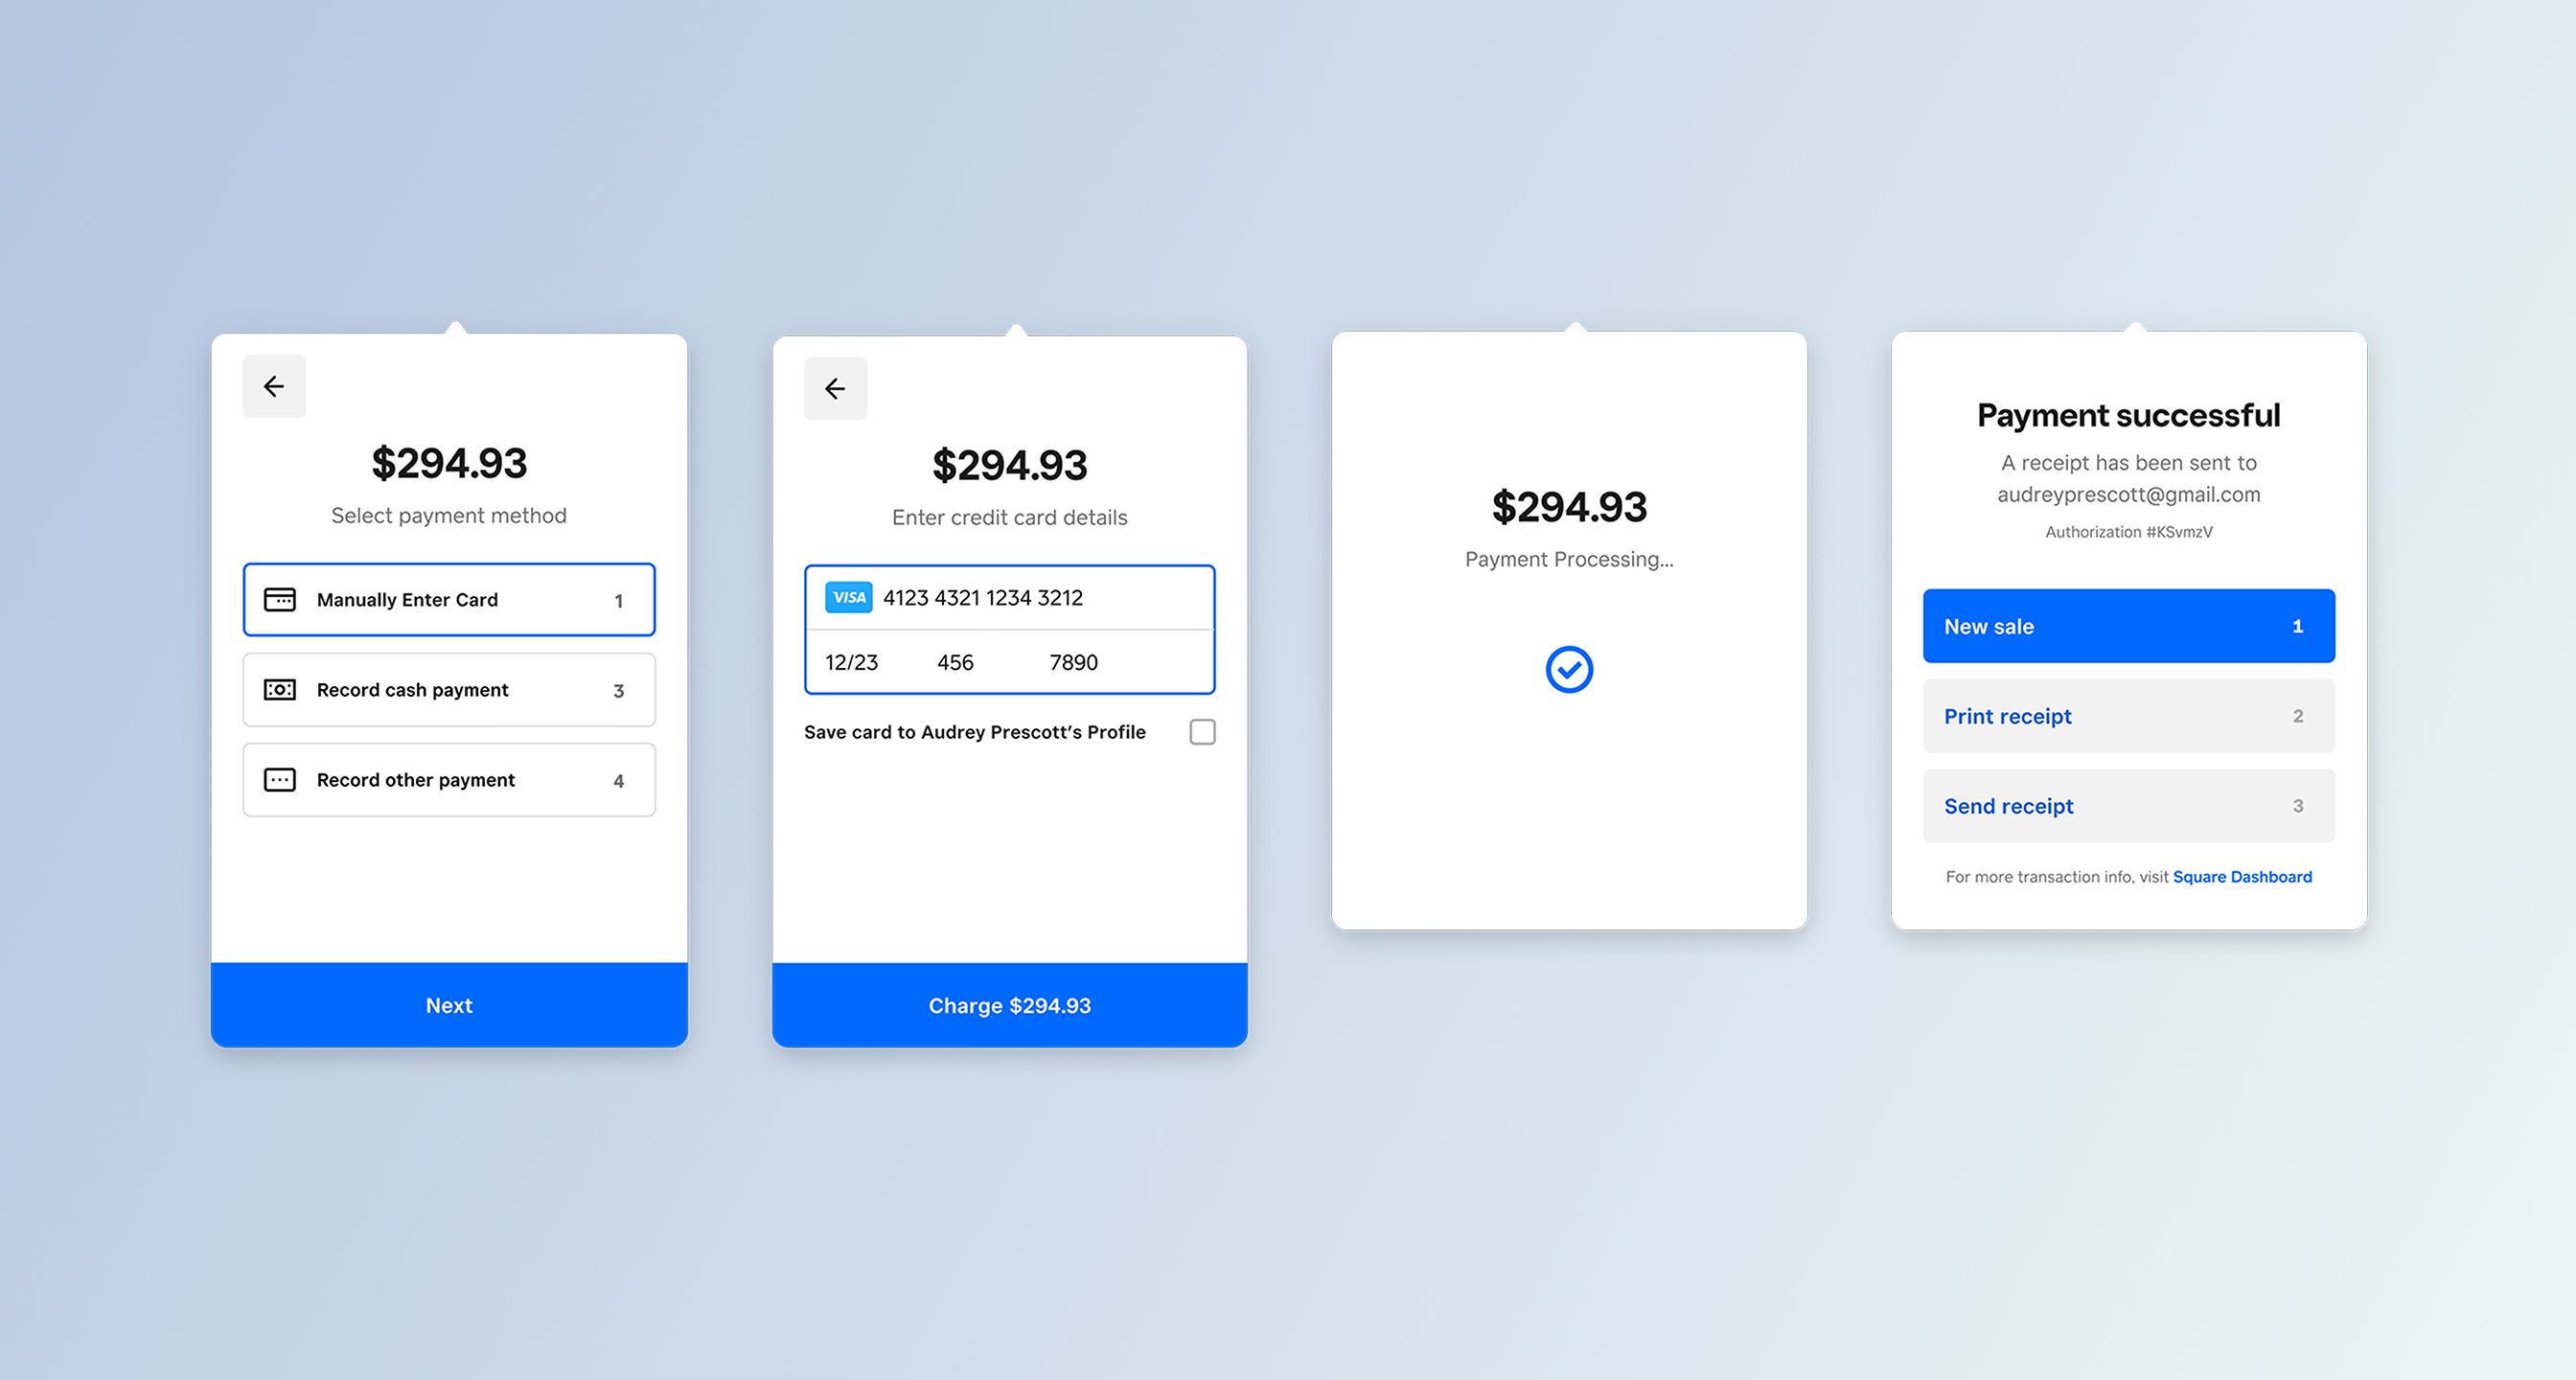 $294.93
Select payment method
Manually Enter Card 1
Record cash payment 3
Record other payment 4
Next
$294.93
Enter credit card details
VISA 4123 4321 1234 3212
12/23 456 7890
Save card to Audrey Prescott’s Profile
Charge $294.93
$294.93
Payment Processing...
Payment successful
A receipt has been sent to
audreyprescott@gmail.com
Authorization #KSvmzV
New sale 1
Print receipt 2
Send receipt 3
For more transaction info, visit Square Dashboard